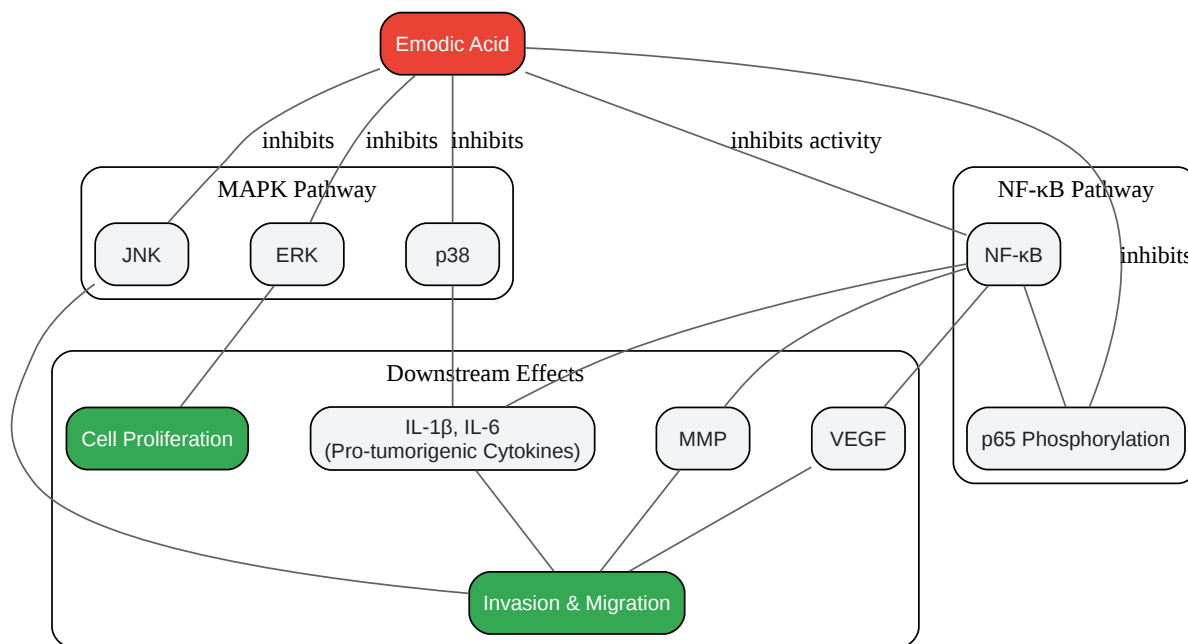 Emodic Acid
inhibits
inhibits
inhibits
inhibits activity
MAPK Pathway
NF-κB Pathway
JNK
ERK
p38
NF-κB
inhibits
Downstream Effects
Cell Proliferation
IL-1β, IL-6
(Pro-tumorigenic Cytokines)
MMP
VEGF
p65 Phosphorylation
Invasion & Migration